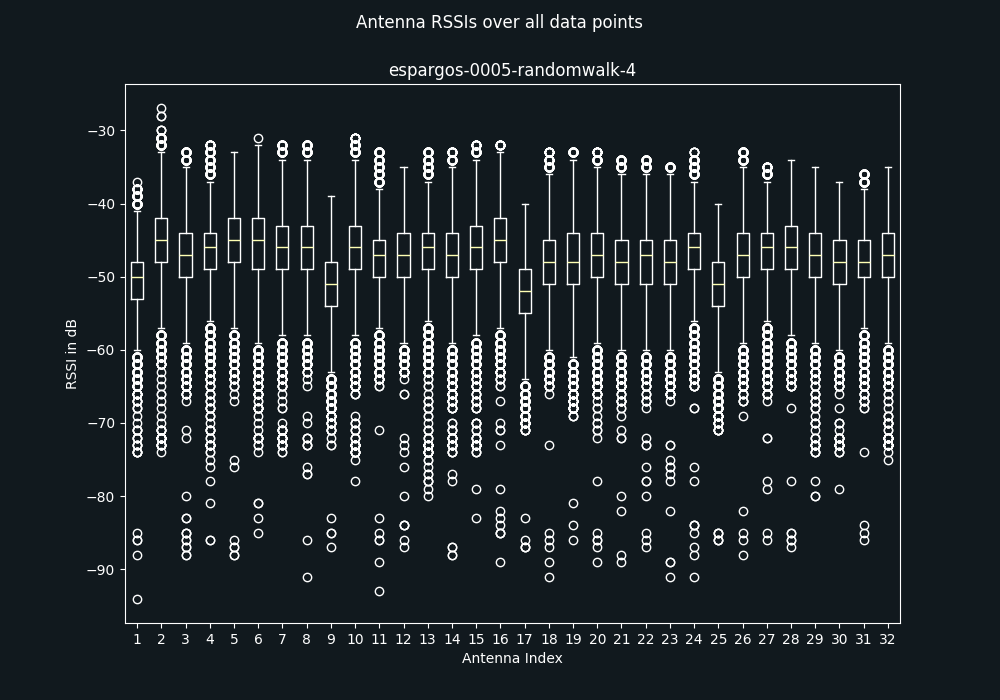 Antenna RSSIs over all data points
espargos-0005-randomwalk-4
−30
−40
−50
−60
−70
−80
−90
RSSI in dB
1 2 3 4 5 6 7 8 9 10 11 12 13 14 15 16 17 18 19 20 21 22 23 24 25 26 27 28 29 30 31 32
Antenna Index